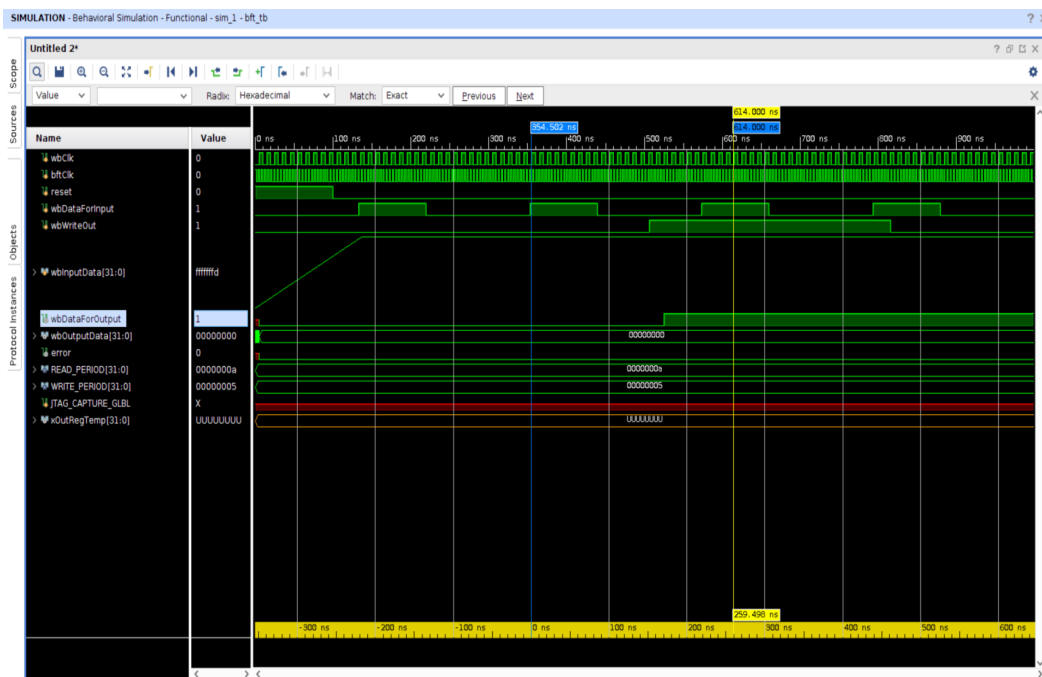 SIMULATION - Behavioral Simulation - Functional - sim_1 - bft_tb ?
Untitled 2* ?
Value Radix: Hexadecimal Match: Exact Previous Next
Scope
Sources
Objects
Protocol Instances
614.000 ns
354.502 ns 614.000 ns
Name Value 0 ns 100 ns 200 ns 300 ns 400 ns 500 ns 600 ns 700 ns 800 ns 900 ns
wbClk 0
bftClk 0
reset 0
wbDataForInput 1
wbWriteOut 1
wbInputData[31:0] fffffffd
wbDataForOutput 1
wbOutputData[31:0] 00000000 00000000
error 0
READ_PERIOD[31:0] 0000000a 0000000a
WRITE_PERIOD[31:0] 00000005 00000005
JTAG_CAPTURE_GLBL X
xOutRegTemp[31:0] UUUUUUUU UUUUUUUU
259.498 ns
-300 ns -200 ns -100 ns 0 ns 100 ns 200 ns 300 ns 400 ns 500 ns 600 ns